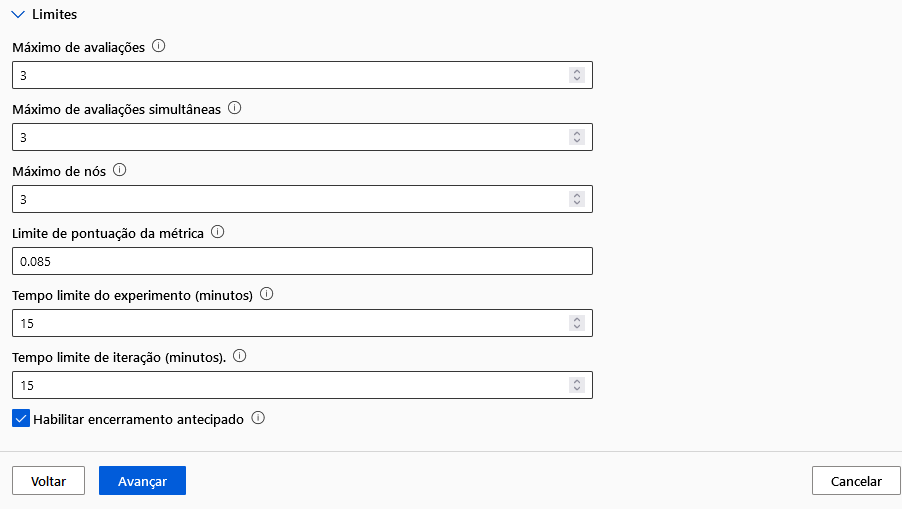 Limites
Máximo de avaliações
3
Máximo de avaliações simultâneas
3
Máximo de nós
3
Limite de pontuação da métrica
0.085
Tempo limite do experimento (minutos)
15
Tempo limite de iteração (minutos).
15
Habilitar encerramento antecipado
Voltar Avançar Cancelar